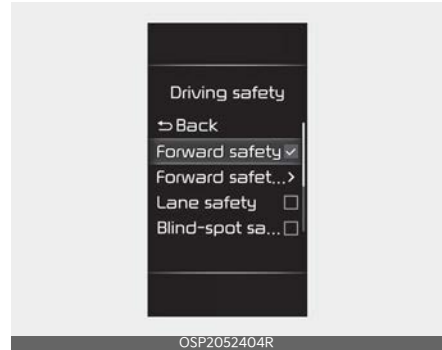 Driving safety
Back
Forward safety
Forward safet...
Lane safety
Blind-spot sa...
OSP2052404R